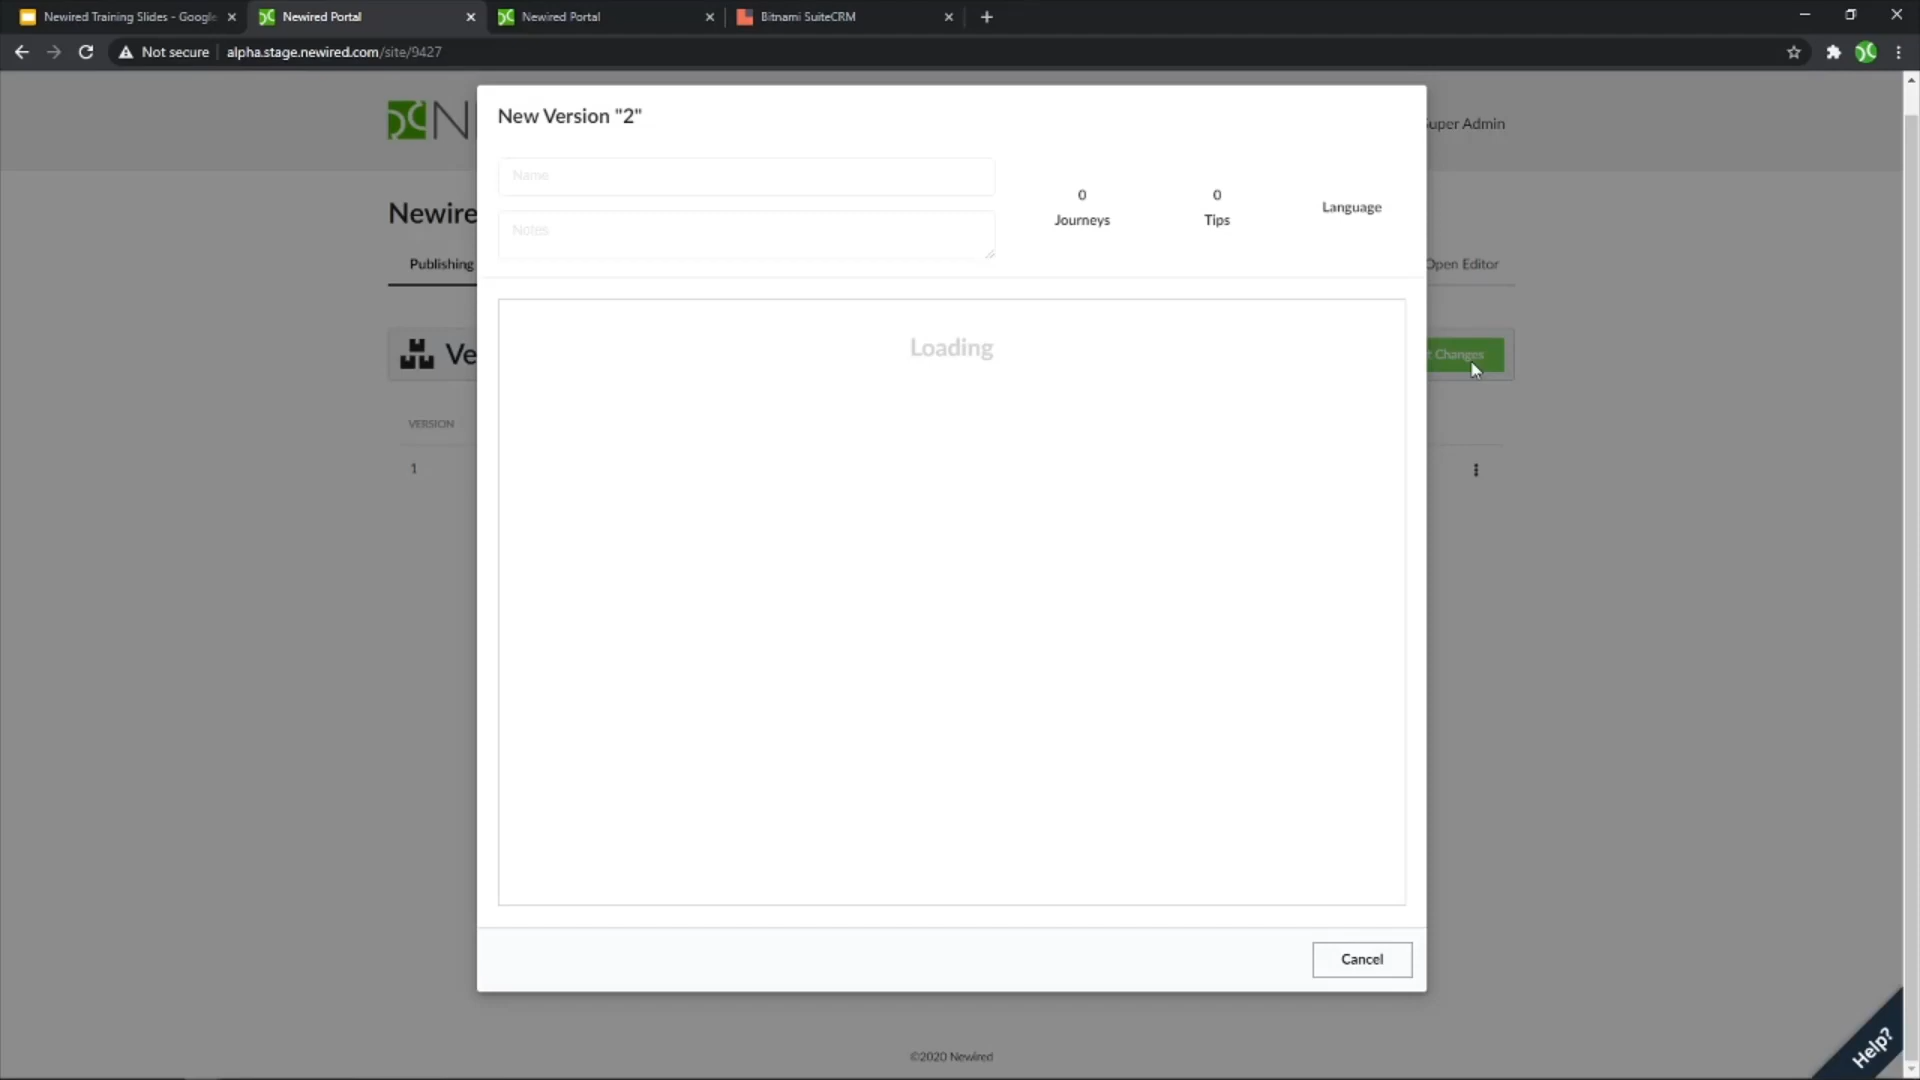 Newired Training Slides - Google
Newired Portal
Newired Portal
Bitnami SuiteCRM
Not secure
alpha.stage.newired.com/site/9427
New Version "2"
Super Admin
Name
0
Journeys
0
Tips
Language
Newire
Notes
Publishing
Open Editor
Loading
Ve
t Changes
VERSION
1
Cancel
©2020 Newired
Help?